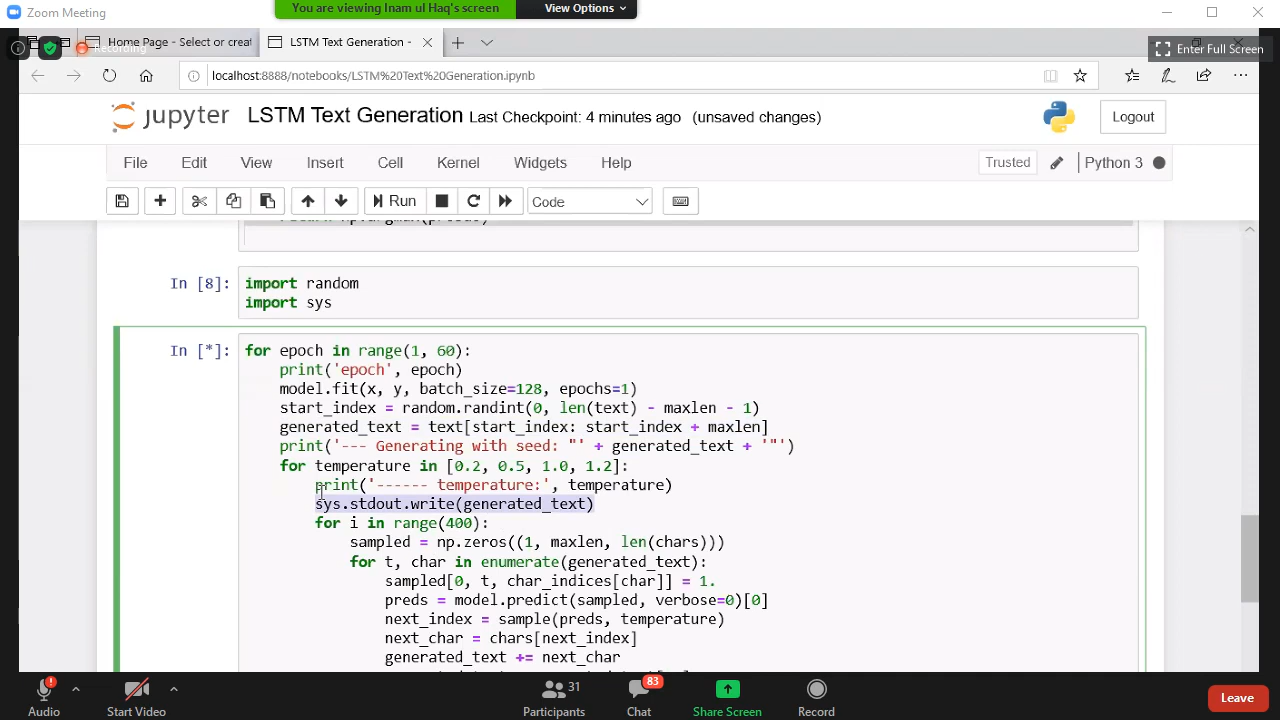 Zoom Meeting
You are viewing Inam ul Haq's screen
View Options
Recording
Home Page - Select or creat
LSTM Text Generation -
Enter Full Screen
localhost:8888/notebooks/LSTM%20Text%20Generation.ipynb
jupyter
LSTM Text Generation Last Checkpoint: 4 minutes ago (unsaved changes)
Logout
File Edit View Insert Cell Kernel Widgets Help
Trusted
Python 3
Run
Code
In [8]:
import random
import sys
In [*]:
for epoch in range(1, 60):
print('epoch', epoch)
model.fit(x, y, batch_size=128, epochs=1)
start_index = random.randint(0, len(text) - maxlen - 1)
generated_text = text[start_index: start_index + maxlen]
print('--- Generating with seed: "' + generated_text + '"')
for temperature in [0.2, 0.5, 1.0, 1.2]:
print('------ temperature:', temperature)
sys.stdout.write(generated_text)
for i in range(400):
sampled = np.zeros((1, maxlen, len(chars)))
for t, char in enumerate(generated_text):
sampled[0, t, char_indices[char]] = 1.
preds = model.predict(sampled, verbose=0)[0]
next_index = sample(preds, temperature)
next_char = chars[next_index]
generated_text += next_char
Audio
Start Video
31
Participants
83
Chat
Share Screen
Record
Leave